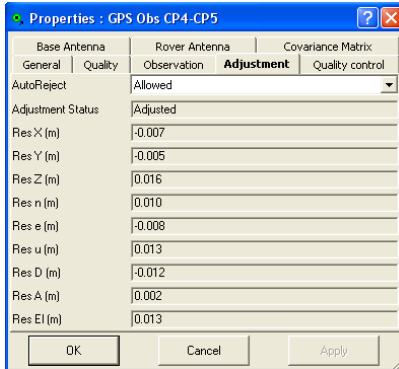 Properties : GPS Obs CP4-CP5
Base Antenna Rover Antenna Covariance Matrix
General Quality Observation Adjustment Quality control
AutoReject Allowed
Adjustment Status Adjusted
Res X (m) -0.007
Res Y (m) -0.005
Res Z (m) 0.016
Res n (m) 0.010
Res e (m) -0.008
Res u (m) 0.013
Res D (m) -0.012
Res A (m) 0.002
Res El (m) 0.013
OK Cancel Apply